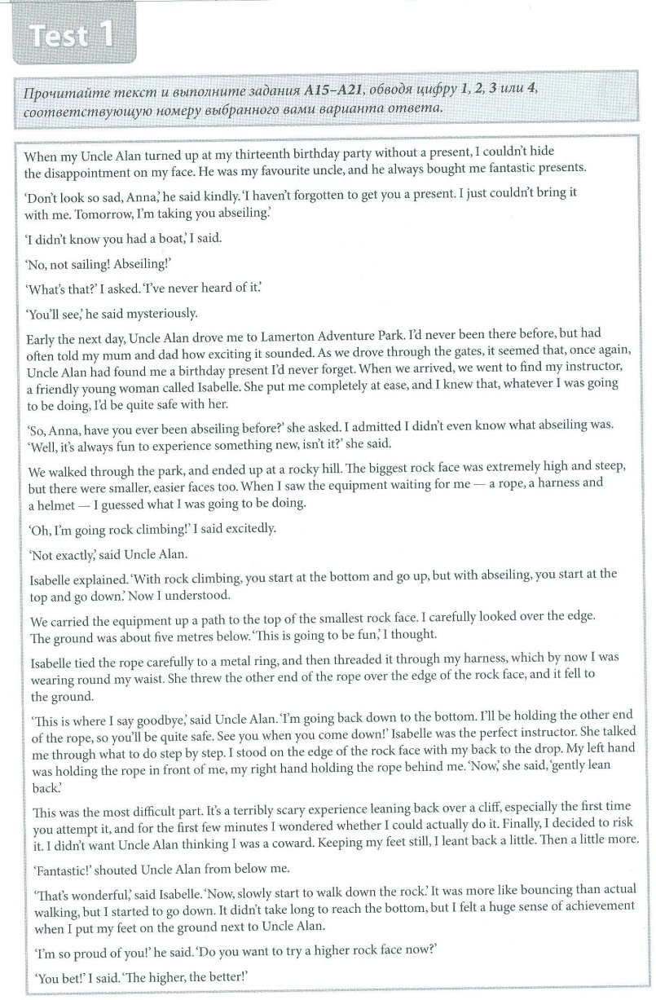 Test 1
Прочитайте текст и выполните задания A15–A21, обводя цифру 1, 2, 3 или 4,
соответствующую номеру выбранного вами варианта ответа.
When my Uncle Alan turned up at my thirteenth birthday party without a present, I couldn't hide
the disappointment on my face. He was my favourite uncle, and he always bought me fantastic presents.
'Don't look so sad, Anna,' he said kindly. 'I haven't forgotten to get you a present. I just couldn't bring it
with me. Tomorrow, I'm taking you abseiling.'
'I didn't know you had a boat,' I said.
'No, not sailing! Abseiling!'
'What's that?' I asked. 'I've never heard of it.'
'You'll see,' he said mysteriously.
Early the next day, Uncle Alan drove me to Lamerton Adventure Park. I'd never been there before, but had
often told my mum and dad how exciting it sounded. As we drove through the gates, it seemed that, once again,
Uncle Alan had found me a birthday present I'd never forget. When we arrived, we went to find my instructor,
a friendly young woman called Isabelle. She put me completely at ease, and I knew that, whatever I was going
to be doing, I'd be quite safe with her.
'So, Anna, have you ever been abseiling before?' she asked. I admitted I didn't even know what abseiling was.
'Well, it's always fun to experience something new, isn't it?' she said.
We walked through the park, and ended up at a rocky hill. The biggest rock face was extremely high and steep,
but there were smaller, easier faces too. When I saw the equipment waiting for me — a rope, a harness and
a helmet — I guessed what I was going to be doing.
'Oh, I'm going rock climbing!' I said excitedly.
'Not exactly,' said Uncle Alan.
Isabelle explained. 'With rock climbing, you start at the bottom and go up, but with abseiling, you start at the
top and go down.' Now I understood.
We carried the equipment up a path to the top of the smallest rock face. I carefully looked over the edge.
The ground was about five metres below. 'This is going to be fun,' I thought.
Isabelle tied the rope carefully to a metal ring, and then threaded it through my harness, which by now I was
wearing round my waist. She threw the other end of the rope over the edge of the rock face, and it fell to
the ground.
'This is where I say goodbye,' said Uncle Alan. 'I'm going back down to the bottom. I'll be holding the other end
of the rope, so you'll be quite safe. See you when you come down!' Isabelle was the perfect instructor. She talked
me through what to do step by step. I stood on the edge of the rock face with my back to the drop. My left hand
was holding the rope in front of me, my right hand holding the rope behind me. 'Now,' she said, 'gently lean
back.'
This was the most difficult part. It's a terribly scary experience leaning back over a cliff, especially the first time
you attempt it, and for the first few minutes I wondered whether I could actually do it. Finally, I decided to risk
it. I didn't want Uncle Alan thinking I was a coward. Keeping my feet still, I leant back a little. Then a little more.
'Fantastic!' shouted Uncle Alan from below me.
'That's wonderful,' said Isabelle. 'Now, slowly start to walk down the rock.' It was more like bouncing than actual
walking, but I started to go down. It didn't take long to reach the bottom, but I felt a huge sense of achievement
when I put my feet on the ground next to Uncle Alan.
'I'm so proud of you!' he said. 'Do you want to try a higher rock face now?'
'You bet!' I said. 'The higher, the better!'